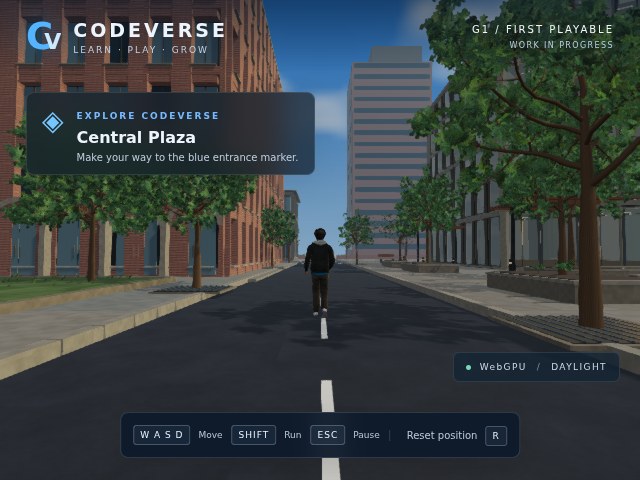 CV CODEVERSE
LEARN · PLAY · GROW
G1 / FIRST PLAYABLE
WORK IN PROGRESS
EXPLORE CODEVERSE
Central Plaza
Make your way to the blue entrance marker.
WebGPU / DAYLIGHT
W A S D Move SHIFT Run ESC Pause Reset position R